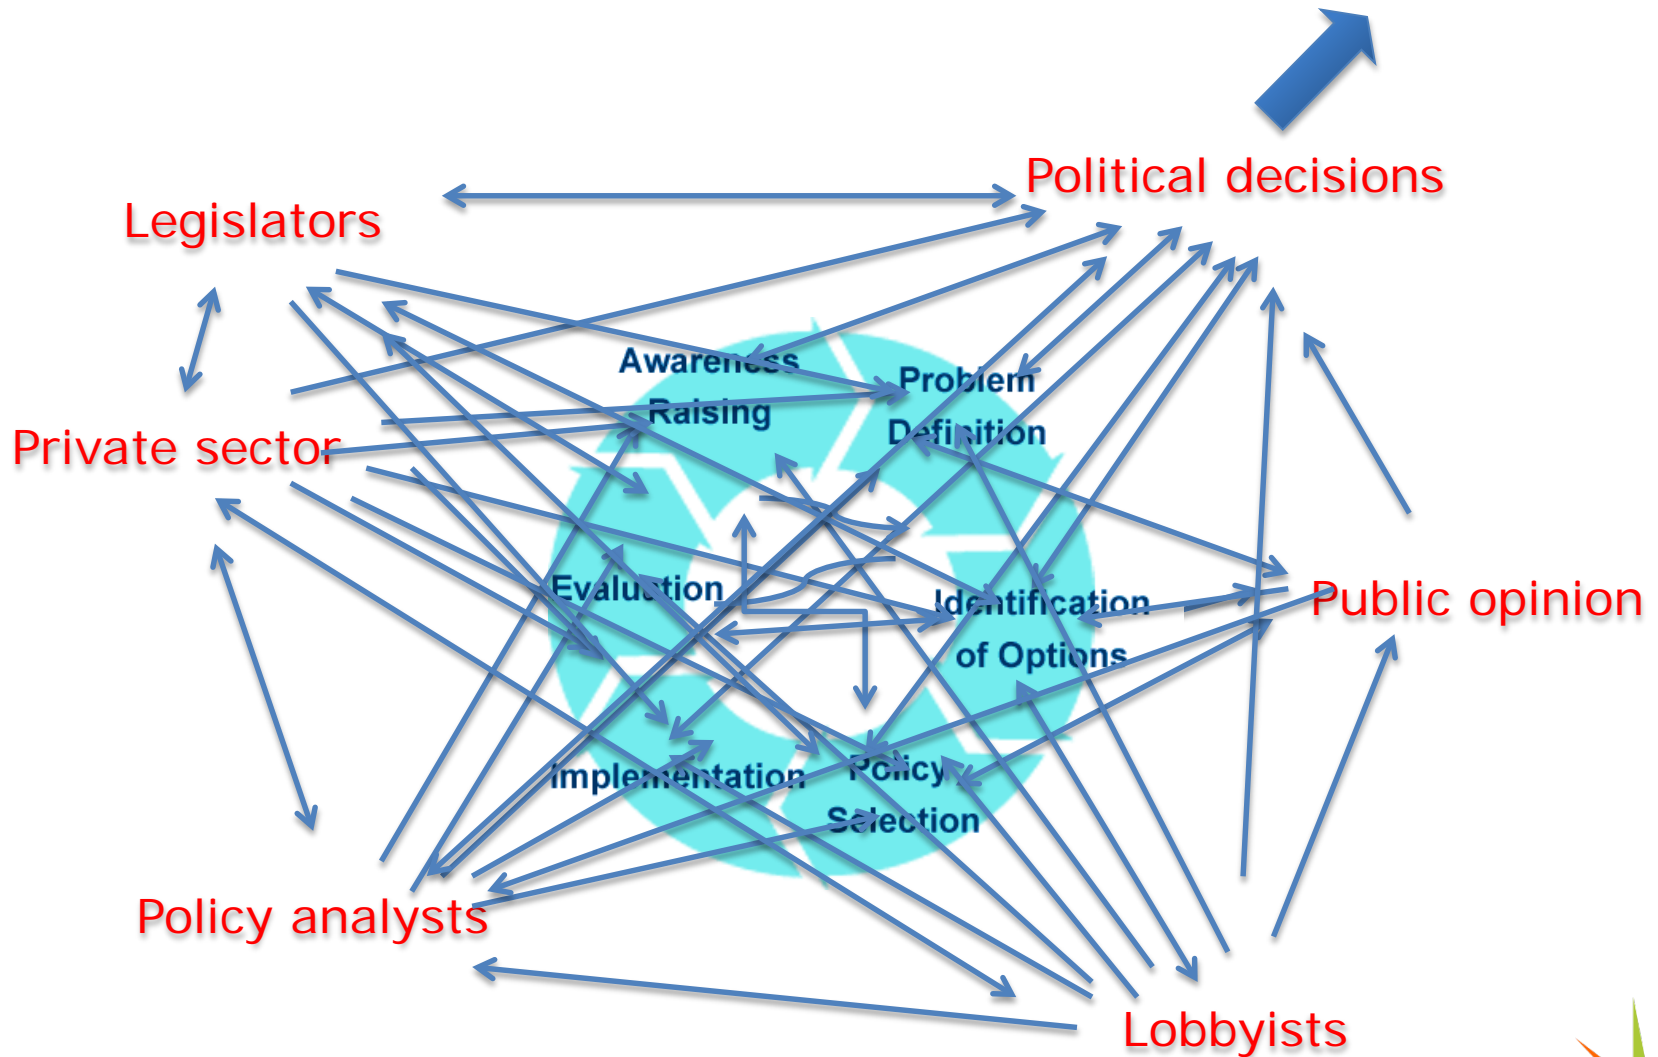 Political decisions
Legislators
Awareness
Raising
Problem
Definition
Private sector
Evaluation
Identification
of Options
Public opinion
Implementation
Policy
Selection
Policy analysts
Lobbyists